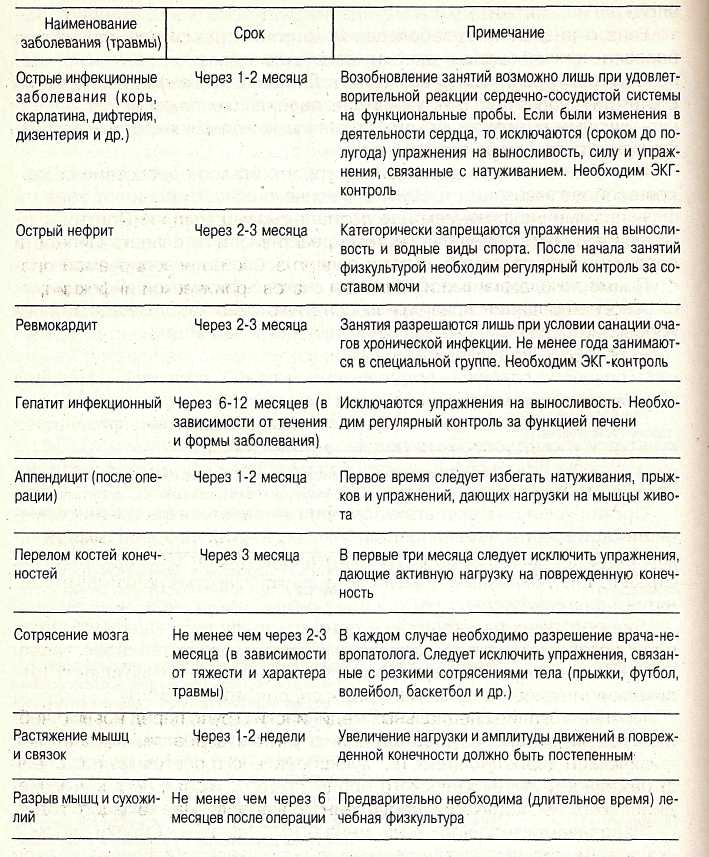 Наименование
заболевания (травмы)
Срок
Примечание
Острые инфекционные
заболевания (корь,
скарлатина, дифтерия,
дизентерия и др.)
Через 1-2 месяца
Возобновление занятий возможно лишь при удовлет-
ворительной реакции сердечно-сосудистой системы
на функциональные пробы. Если были изменения в
деятельности сердца, то исключаются (сроком до по-
лугода) упражнения на выносливость, силу и упраж-
нения, связанные с натуживанием. Необходим ЭКГ-
контроль
Острый нефрит
Через 2-3 месяца
Категорически запрещаются упражнения на выносли-
вость и водные виды спорта. После начала занятий
физкультурой необходим регулярный контроль за со-
ставом мочи
Ревмокардит
Через 2-3 месяца
Занятия разрешаются лишь при условии санации оча-
гов хронической инфекции. Не менее года занимают-
ся в специальной группе. Необходим ЭКГ-контроль
Гепатит инфекционный
Через 6-12 месяцев (в
зависимости от течения
и формы заболевания)
Исключаются упражнения на выносливость. Необхо-
дим регулярный контроль за функцией печени
Аппендицит (после опе-
рации)
Через 1-2 месяца
Первое время следует избегать натуживания, прыж-
ков и упражнений, дающих нагрузки на мышцы живо-
та
Перелом костей конеч-
ностей
Через 3 месяца
В первые три месяца следует исключить упражнения,
дающие активную нагрузку на поврежденную конеч-
ность
Сотрясение мозга
Не менее чем через 2-3
месяца (в зависимости
от тяжести и характера
травмы)
В каждом случае необходимо разрешение врача-не-
вропатолога. Следует исключить упражнения, связан-
ные с резкими сотрясениями тела (прыжки, футбол,
волейбол, баскетбол и др.)
Растяжение мышц
и связок
Через 1-2 недели
Увеличение нагрузки и амплитуды движений в повреж-
денной конечности должно быть постепенным
Разрыв мышц и сухожи-
лий
Не менее чем через 6
месяцев после операции
Предварительно необходима (длительное время) ле-
чебная физкультура